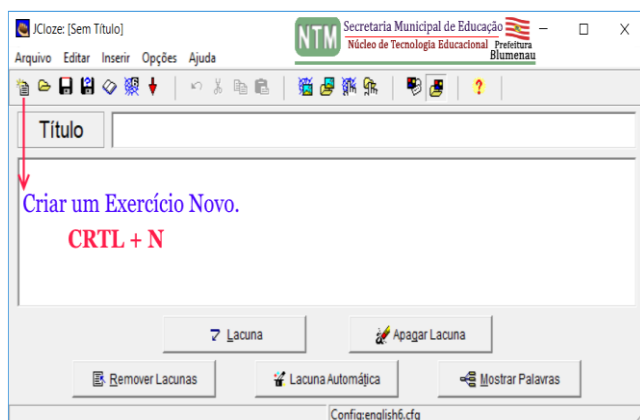 JCloze: [Sem Título]
NTM
Secretaria Municipal de Educação
Núcleo de Tecnologia Educacional
Prefeitura
Blumenau
Arquivo Editar Inserir Opções Ajuda
Título
Criar um Exercício Novo.
CRTL + N
Lacuna
Apagar Lacuna
Remover Lacunas
Lacuna Automática
Mostrar Palavras
Config:english6.cfg